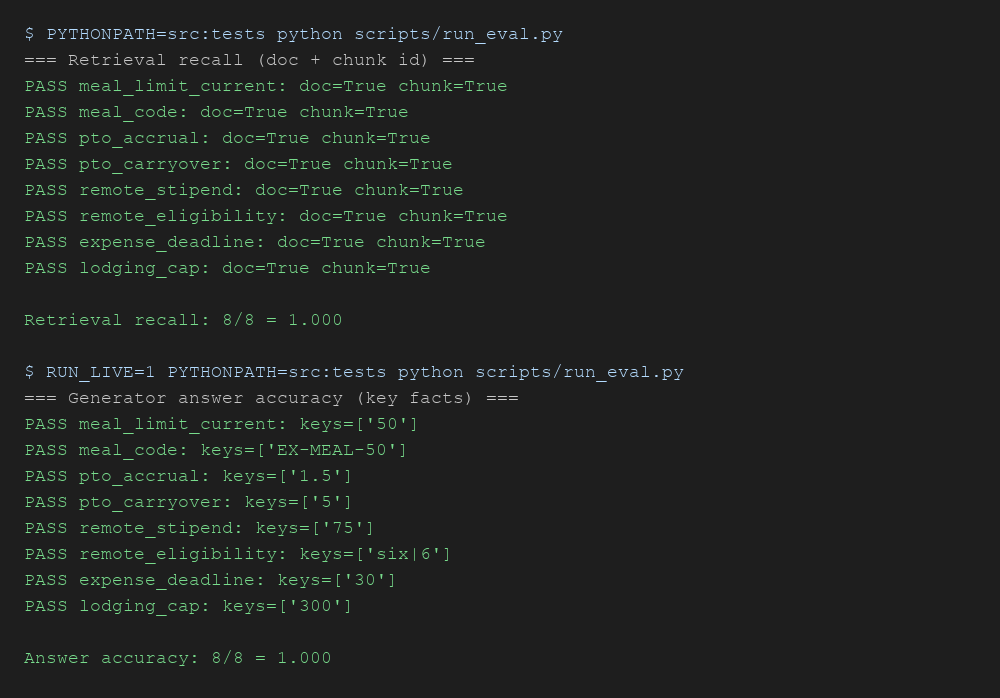 $ PYTHONPATH=src:tests python scripts/run_eval.py
=== Retrieval recall (doc + chunk id) ===
PASS meal_limit_current: doc=True chunk=True
PASS meal_code: doc=True chunk=True
PASS pto_accrual: doc=True chunk=True
PASS pto_carryover: doc=True chunk=True
PASS remote_stipend: doc=True chunk=True
PASS remote_eligibility: doc=True chunk=True
PASS expense_deadline: doc=True chunk=True
PASS lodging_cap: doc=True chunk=True
Retrieval recall: 8/8 = 1.000
$ RUN_LIVE=1 PYTHONPATH=src:tests python scripts/run_eval.py
=== Generator answer accuracy (key facts) ===
PASS meal_limit_current: keys=['50']
PASS meal_code: keys=['EX-MEAL-50']
PASS pto_accrual: keys=['1.5']
PASS pto_carryover: keys=['5']
PASS remote_stipend: keys=['75']
PASS remote_eligibility: keys=['six|6']
PASS expense_deadline: keys=['30']
PASS lodging_cap: keys=['300']
Answer accuracy: 8/8 = 1.000